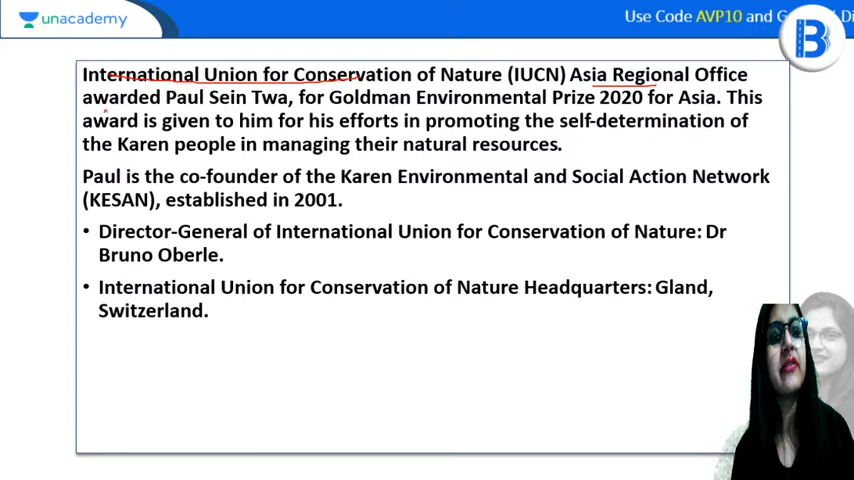 unacademy
Use Code AVP10 and G Di
B
International Union for Conservation of Nature (IUCN) Asia Regional Office
awarded Paul Sein Twa, for Goldman Environmental Prize 2020 for Asia. This
award is given to him for his efforts in promoting the self-determination of
the Karen people in managing their natural resources.
Paul is the co-founder of the Karen Environmental and Social Action Network
(KESAN), established in 2001.
• Director-General of International Union for Conservation of Nature: Dr
Bruno Oberle.
• International Union for Conservation of Nature Headquarters: Gland,
Switzerland.